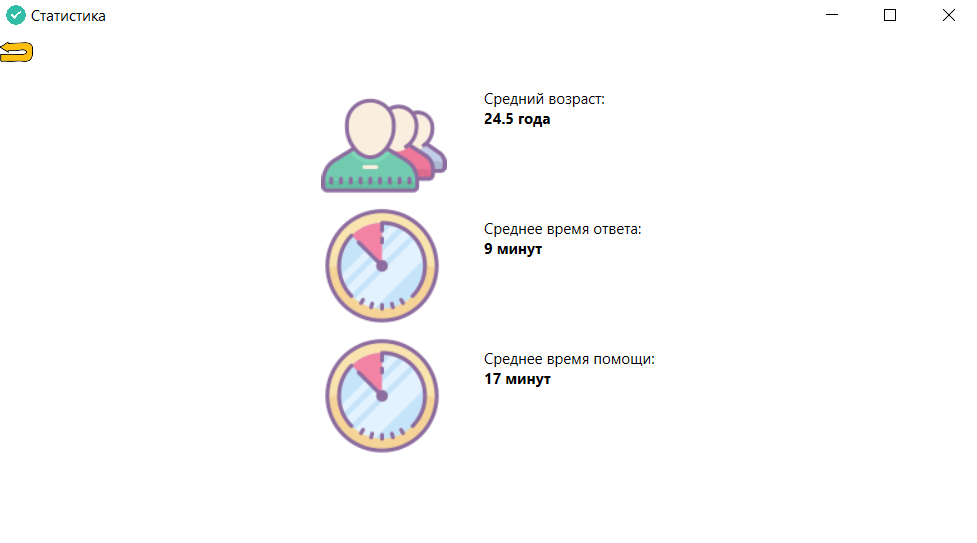 Статистика
Средний возраст:
24.5 года
Среднее время ответа:
9 минут
Среднее время помощи:
17 минут